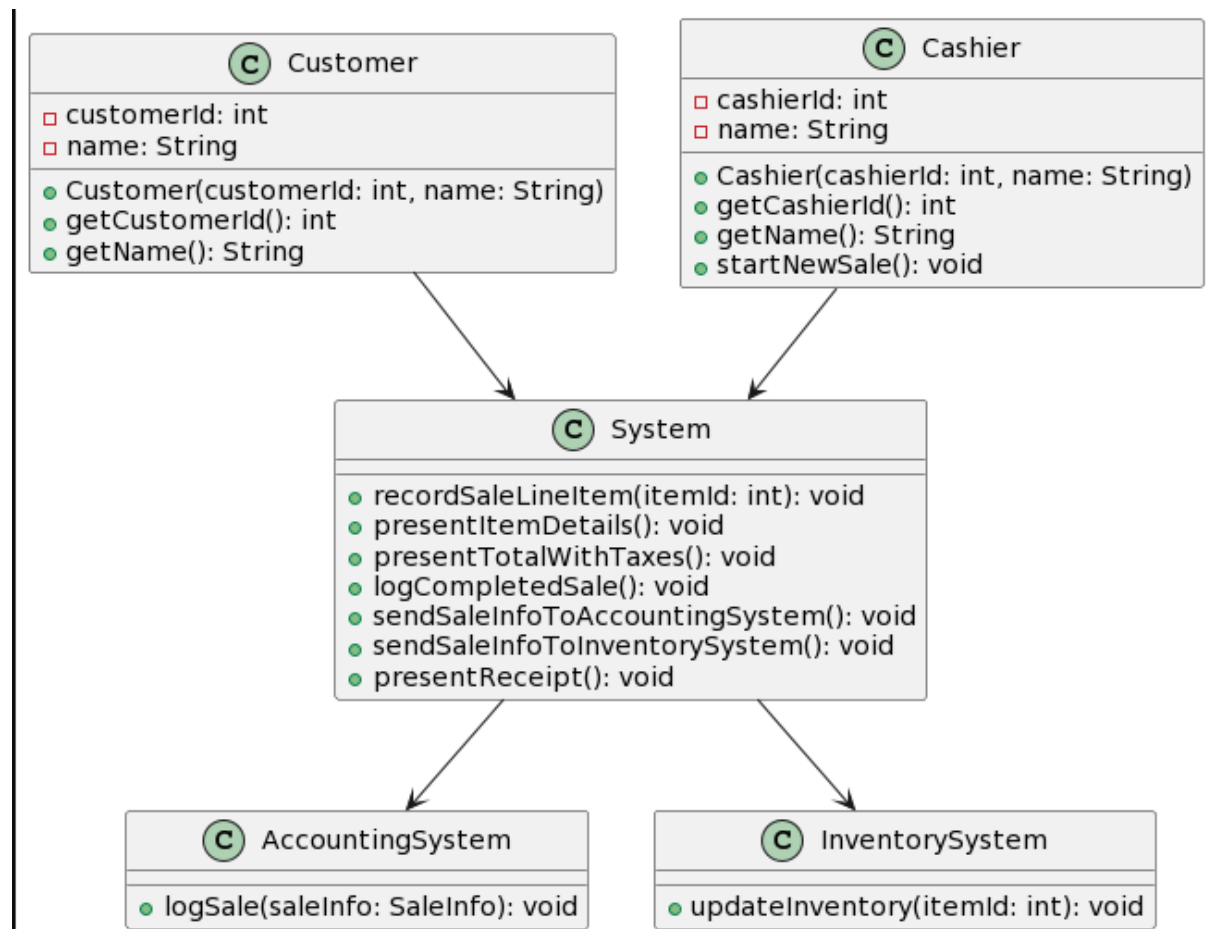 C Customer
customerId: int
name: String
Customer(customerId: int, name: String)
getCustomerId(): int
getName(): String
C Cashier
cashierId: int
name: String
Cashier(cashierId: int, name: String)
getCashierId(): int
getName(): String
startNewSale(): void
C System
recordSaleLineItem(itemId: int): void
presentItemDetails(): void
presentTotalWithTaxes(): void
logCompletedSale(): void
sendSaleInfoToAccountingSystem(): void
sendSaleInfoToInventorySystem(): void
presentReceipt(): void
C AccountingSystem
logSale(saleInfo: SaleInfo): void
C InventorySystem
updateInventory(itemId: int): void